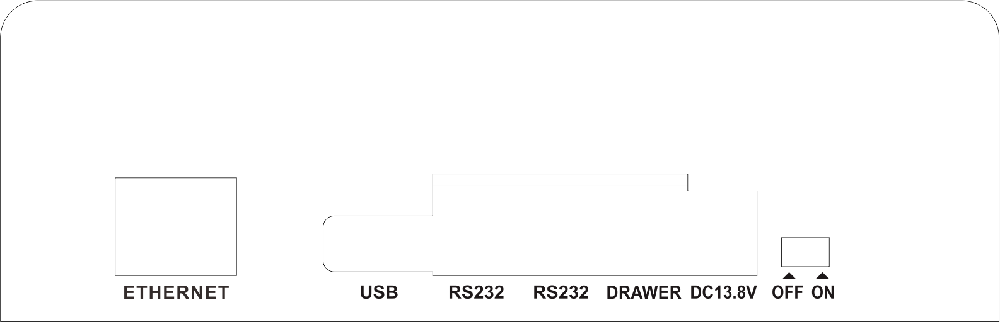 ETHERNET USB RS232 RS232 DRAWER DC13.8V OFF ON